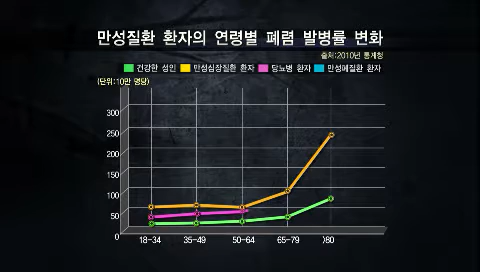 만성질환 환자의 연령별 폐렴 발병률 변화
출처:2010년 통계청
건강한 성인 만성심장질환 환자 당뇨병 환자 만성폐질환 환자
(단위:10만 명당)
300
250
200
150
100
50
0
18-34 35-49 50-64 65-79 >80